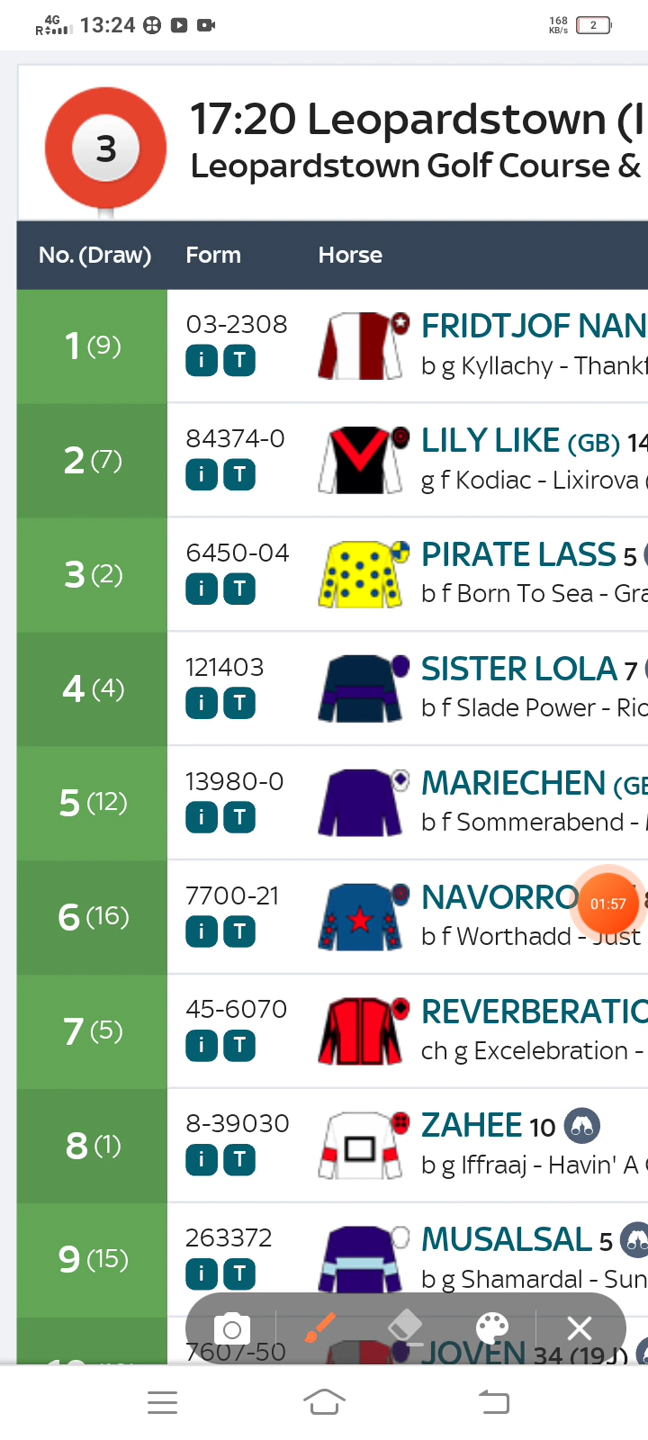 4G
R 13:24 168 KB/s 2
3
17:20 Leopardstown (I
Leopardstown Golf Course &
No. (Draw) Form Horse
1 (9) 03-2308 FRIDTJOF NAN
i T b g Kyllachy - Thankf
2 (7) 84374-0 LILY LIKE (GB) 14
i T g f Kodiac - Lixirova
3 (2) 6450-04 PIRATE LASS 5
i T b f Born To Sea - Gra
4 (4) 121403 SISTER LOLA 7
i T b f Slade Power - Ric
5 (12) 13980-0 MARIECHEN (GB
i T b f Sommerabend -
6 (16) 7700-21 NAVORRO
01:57
i T b f Worthadd - Just
7 (5) 45-6070 REVERBERATIO
i T ch g Excelebration -
8 (1) 8-39030 ZAHEE 10
i T b g Iffraaj - Havin' A
9 (15) 263372 MUSALSAL 5
i T b g Shamardal - Sun
7607-50 JOVEN 34 (19J)